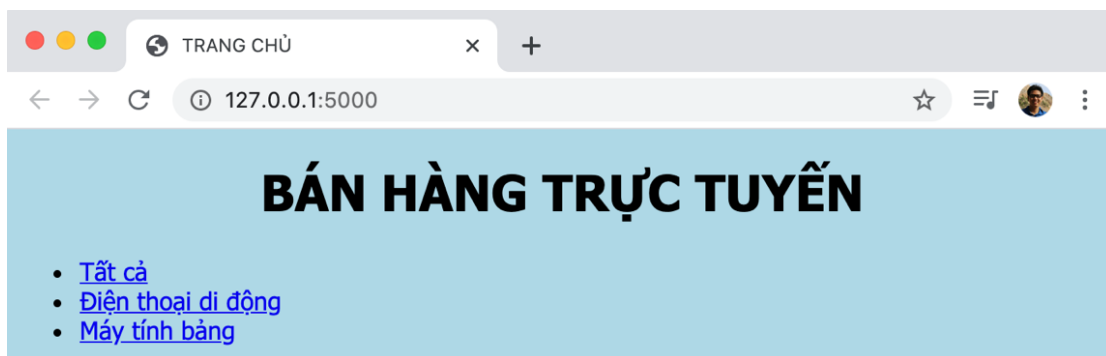 TRANG CHỦ
127.0.0.1:5000
BÁN HÀNG TRỰC TUYẾN
Tất cả
Điện thoại di động
Máy tính bảng